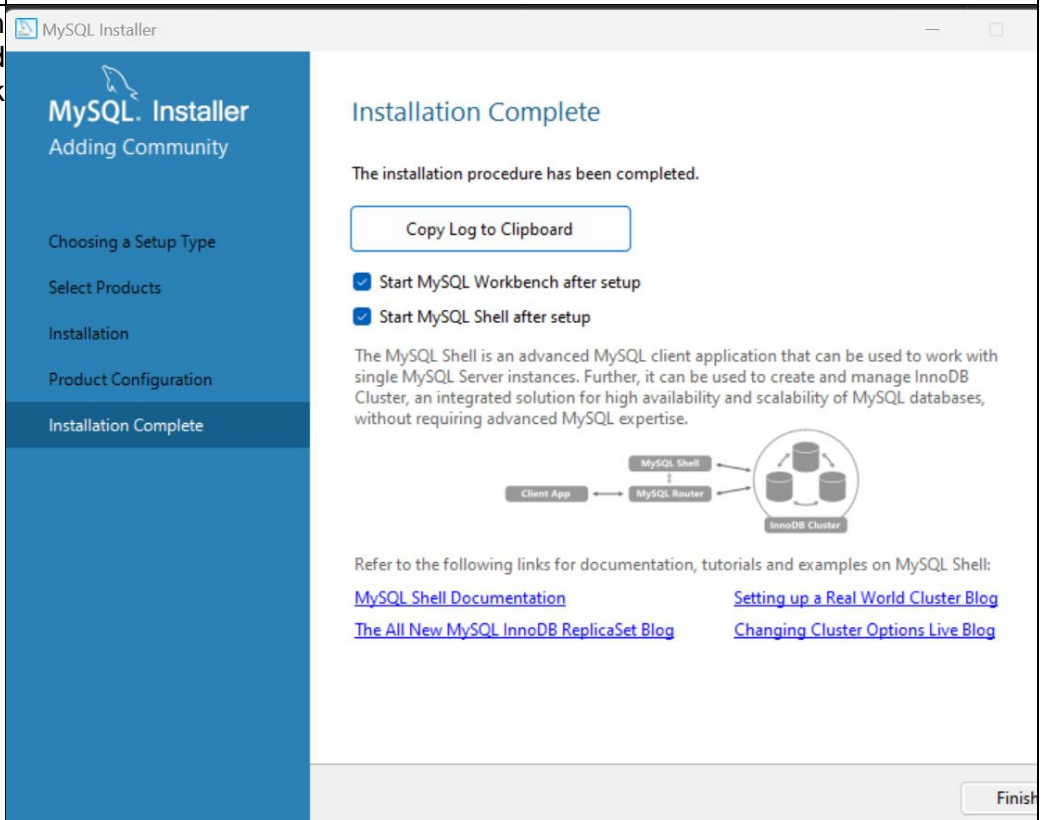 MySQL Installer
MySQL. Installer
Adding Community
Choosing a Setup Type
Select Products
Installation
Product Configuration
Installation Complete
Installation Complete
The installation procedure has been completed.
Copy Log to Clipboard
Start MySQL Workbench after setup
Start MySQL Shell after setup
The MySQL Shell is an advanced MySQL client application that can be used to work with
single MySQL Server instances. Further, it can be used to create and manage InnoDB
Cluster, an integrated solution for high availability and scalability of MySQL databases,
without requiring advanced MySQL expertise.
MySQL Shell
Client App MySQL Router
InnoDB Cluster
Refer to the following links for documentation, tutorials and examples on MySQL Shell:
MySQL Shell Documentation Setting up a Real World Cluster Blog
The All New MySQL InnoDB ReplicaSet Blog Changing Cluster Options Live Blog
Finish